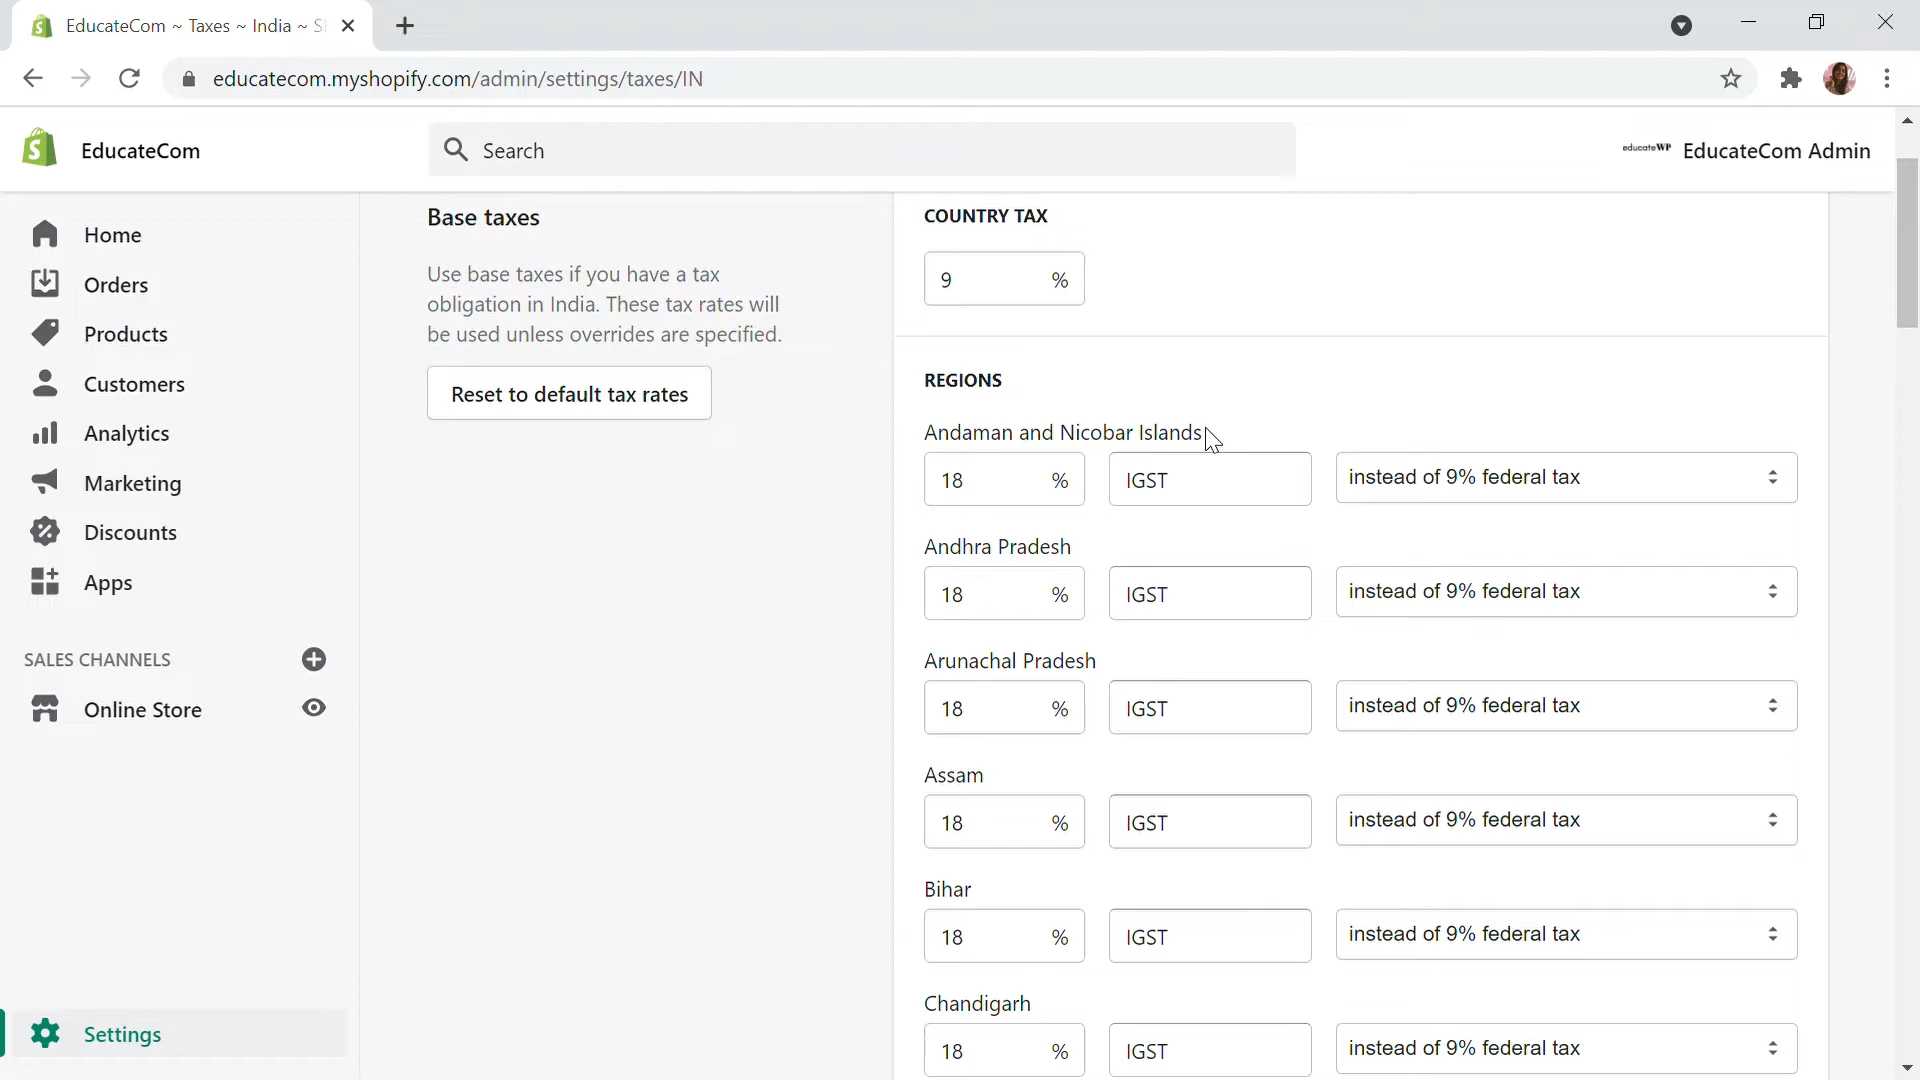 EducateCom ~ Taxes ~ India ~ S
educatecom.myshopify.com/admin/settings/taxes/IN
EducateCom
Search
educateWP
EducateCom Admin
Home
Orders
Products
Customers
Analytics
Marketing
Discounts
Apps
SALES CHANNELS
Online Store
Settings
Base taxes
Use base taxes if you have a tax
obligation in India. These tax rates will
be used unless overrides are specified.
Reset to default tax rates
COUNTRY TAX
9 %
REGIONS
Andaman and Nicobar Islands
18 % IGST instead of 9% federal tax
Andhra Pradesh
18 % IGST instead of 9% federal tax
Arunachal Pradesh
18 % IGST instead of 9% federal tax
Assam
18 % IGST instead of 9% federal tax
Bihar
18 % IGST instead of 9% federal tax
Chandigarh
18 % IGST instead of 9% federal tax